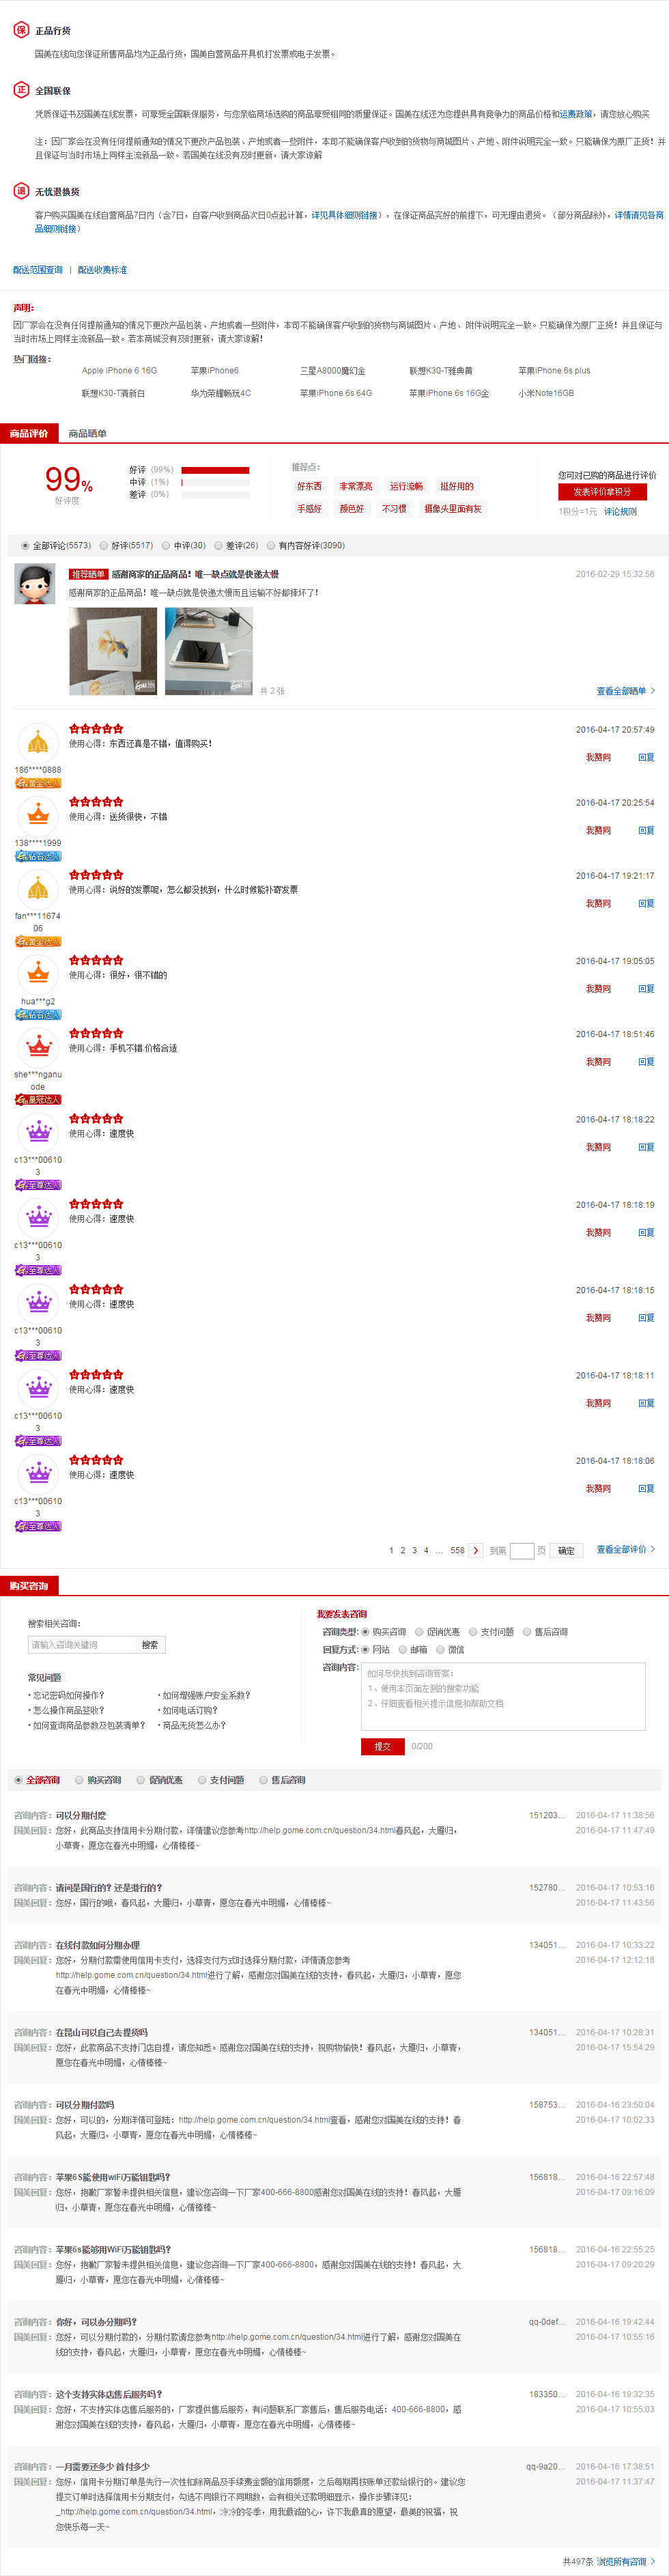 保 正品行货
国美在线向您保证所售商品均为正品行货，国美自营商品开具机打发票或电子发票。
正 全国联保
凭质保证书及国美在线发票，可享受全国联保服务，与您亲临商场选购的商品享受相同的质量保证。国美在线还为您提供具有竞争力的商品价格和运费政策，请您放心购买
注：因厂家会在没有任何提前通知的情况下更改产品包装、产地或者一些附件，本司不能确保客户收到的货物与商城图片、产地、附件说明完全一致。只能确保为原厂正货！并
且保证与当时市场上同样主流新品一致。若国美在线没有及时更新，请大家谅解
退 无忧退换货
客户购买国美在线自营商品7日内（含7日，自客户收到商品次日0点起计算，详见具体细则链接），在保证商品完好的前提下，可无理由退货。（部分商品除外，详情请见各商
品细则链接）
配送范围查询 | 配送收费标准
声明：
因厂家会在没有任何提前通知的情况下更改产品包装、产地或者一些附件，本司不能确保客户收到的货物与商城图片、产地、附件说明完全一致。只能确保为原厂正货！并且保证与
当时市场上同样主流新品一致。若本商城没有及时更新，请大家谅解！
热门链接：
Apple iPhone 6 16G 苹果iPhone6 三星A8000魔幻金 联想K30-T雅典黄 苹果iPhone 6s plus
联想K30-T清新白 华为荣耀畅玩4C 苹果iPhone 6s 64G 苹果iPhone 6s 16G金 小米Note16GB
商品评价 商品晒单
99%
好评度
好评 (99%)
中评 (1%)
差评 (0%)
推荐点：
好东西 非常漂亮 运行流畅 挺好用的
手感好 颜色好 不习惯 摄像头里面有灰
您可对已购的商品进行评价
发表评价拿积分
1积分=1元 评论规则
全部评论(5573) 好评(5517) 中评(30) 差评(26) 有内容好评(3090)
推荐晒单 感谢商家的正品商品！唯一缺点就是快递太慢 2016-02-29 15:32:58
感谢商家的正品商品！唯一缺点就是快递太慢而且运输不好都摔坏了！
共 2 张 查看全部晒单 >
2016-04-17 20:57:49
使用心得：东西还真是不错，值得购买！
我赞同 回复
186****0888
黄金达人
2016-04-17 20:25:54
使用心得：送货很快，不错
我赞同 回复
138****1999
钻石达人
2016-04-17 19:21:17
使用心得：说好的发票呢，怎么都没找到，什么时候能补寄发票
我赞同 回复
fan***11674
06
黄金达人
2016-04-17 19:05:05
使用心得：很好，很不错的
我赞同 回复
hua***g2
钻石达人
2016-04-17 18:51:46
使用心得：手机不错.价格合适
我赞同 回复
she***nganu
ode
皇冠达人
2016-04-17 18:18:22
使用心得：速度快
我赞同 回复
c13***00610
3
至尊达人
2016-04-17 18:18:19
使用心得：速度快
我赞同 回复
c13***00610
3
至尊达人
2016-04-17 18:18:15
使用心得：速度快
我赞同 回复
c13***00610
3
至尊达人
2016-04-17 18:18:11
使用心得：速度快
我赞同 回复
c13***00610
3
至尊达人
2016-04-17 18:18:06
使用心得：速度快
我赞同 回复
c13***00610
3
至尊达人
1 2 3 4 ... 558 > 到第 页 确定 查看全部评价 >
购买咨询
搜索相关咨询：
请输入咨询关键词 搜索
常见问题
• 忘记密码如何操作？ • 如何增强账户安全系数？
• 怎么操作商品签收？ • 如何电话订购？
• 如何查询商品参数及包装清单？ • 商品无货怎么办？
我要发表咨询
咨询类型： 购买咨询 促销优惠 支付问题 售后咨询
回复方式： 网站 邮箱 微信
咨询内容： 如何尽快找到咨询答案：
1、使用本页面左侧的搜索功能
2、仔细查看相关提示信息和帮助文档
提交 0/200
全部咨询 购买咨询 促销优惠 支付问题 售后咨询
咨询内容：可以分期付麽 151203... 2016-04-17 11:38:56
国美回复：您好，此商品支持信用卡分期付款，详情建议您参考http://help.gome.com.cn/question/34.html春风起，大雁归， 2016-04-17 11:47:49
小草青，愿您在春光中明媚，心情棒棒~
咨询内容：请问是国行的？还是港行的？ 152780... 2016-04-17 10:53:16
国美回复：您好，国行的哦，春风起，大雁归，小草青，愿您在春光中明媚，心情棒棒~ 2016-04-17 11:43:56
咨询内容：在线付款如何分期办理 134051... 2016-04-17 10:33:22
国美回复：您好，分期付款需使用信用卡支付，选择支付方式时选择分期付款，详情请您参考 2016-04-17 12:12:18
http://help.gome.com.cn/question/34.html进行了解，感谢您对国美在线的支持，春风起，大雁归，小草青，愿您
在春光中明媚，心情棒棒~
咨询内容：在昆山可以自己去提货吗 134051... 2016-04-17 10:28:31
国美回复：您好，此款商品不支持门店自提，请您知悉。感谢您对国美在线的支持，祝购物愉快！春风起，大雁归，小草青， 2016-04-17 15:54:29
愿您在春光中明媚，心情棒棒~
咨询内容：可以分期付款吗 158753... 2016-04-16 23:50:04
国美回复：您好，可以的，分期详情可登陆：http://help.gome.com.cn/question/34.html查看，感谢您对国美在线的支持！春 2016-04-17 10:02:33
风起，大雁归，小草青，愿您在春光中明媚，心情棒棒~
咨询内容：苹果6S能使用wiFi万能钥匙吗？ 156818... 2016-04-16 22:57:48
国美回复：您好，抱歉厂家暂未提供相关信息，建议您咨询一下厂家400-666-8800感谢您对国美在线的支持！春风起，大雁 2016-04-17 09:16:09
归，小草青，愿您在春光中明媚，心情棒棒~
咨询内容：苹果6s能够用WiFi万能钥匙吗？ 156818... 2016-04-16 22:55:25
国美回复：您好，抱歉厂家暂未提供相关信息，建议您咨询一下厂家400-666-8800，感谢您对国美在线的支持！春风起，大 2016-04-17 09:20:29
雁归，小草青，愿您在春光中明媚，心情棒棒~
咨询内容：你好，可以办分期吗？ qq-0def... 2016-04-16 19:42:44
国美回复：您好，可以分期付款的，分期付款请您参考http://help.gome.com.cn/question/34.html进行了解，感谢您对国美在 2016-04-17 10:55:16
线的支持，春风起，大雁归，小草青，愿您在春光中明媚，心情棒棒~
咨询内容：这个支持实体店售后服务吗？ 183350... 2016-04-16 19:32:35
国美回复：您好，不支持实体店售后服务的，厂家提供售后服务，有问题联系厂家售后，售后服务电话：400-666-8800，感 2016-04-17 10:55:03
谢您对国美在线的支持，春风起，大雁归，小草青，愿您在春光中明媚，心情棒棒~
咨询内容：一月需要还多少 首付多少 qq-9a20... 2016-04-16 17:38:51
国美回复：您好，信用卡分期订单是先行一次性扣除商品及手续费金额的信用额度，之后每期再按账单还款给银行的。建议您 2016-04-17 11:37:47
提交订单时选择信用卡分期支付，勾选不同银行不同期数，会有相关还款明细显示，操作步骤详见：
_http://help.gome.com.cn/question/34.html，冷冷的冬季，用我最诚的心，许下我最真的愿望，最美的祝福，祝
您快乐每一天~
共497条 浏览所有咨询 >